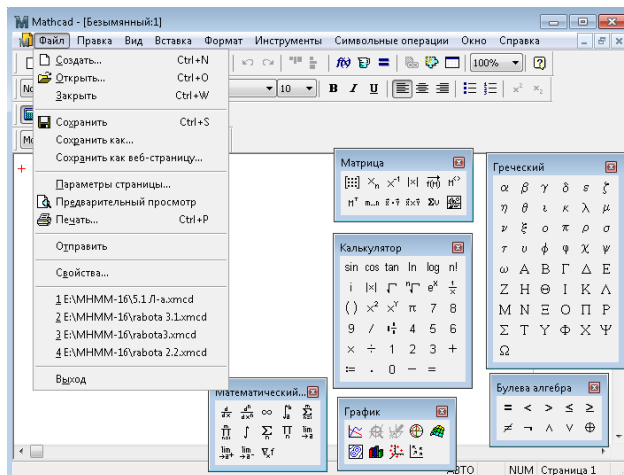 Mathcad - [Безымянный:1]
Файл Правка Вид Вставка Формат Инструменты Символьные операции Окно Справка
100%
10 B I U
Создать... Ctrl+N
Открыть... Ctrl+O
Закрыть Ctrl+W
Сохранить Ctrl+S
Сохранить как...
Сохранить как веб-страницу...
Параметры страницы...
Предварительный просмотр
Печать... Ctrl+P
Отправить
Свойства...
1 E:\МНММ-16\5.1 Л-а.xmcd
2 E:\МНММ-16\rabota 3.1.xmcd
3 E:\МНММ-16\rabota3.xmcd
4 E:\МНММ-16\rabota 2.2.xmcd
Выход
Матрица
Калькулятор
sin cos tan ln log n!
i |×| √ ⁿ√ eˣ 1/x
( ) ×² ×ʸ π 7 8
9 / 4 5 6
× ÷ 1 2 3 +
:= . 0 − =
Греческий
α β γ δ ε ζ
η θ ι κ λ μ
ν ξ ο π ρ σ
τ υ ϕ φ χ ψ
ω Α Β Γ Δ Ε
Ζ Η Θ Ι Κ Λ
Μ Ν Ξ Ο Π Ρ
Σ Τ Υ Φ Χ Ψ
Ω
Математический...
График
Булева алгебра
= < > ≤ ≥
≠ ¬ ∧ ∨ ⊕
АВТО NUM Страница 1